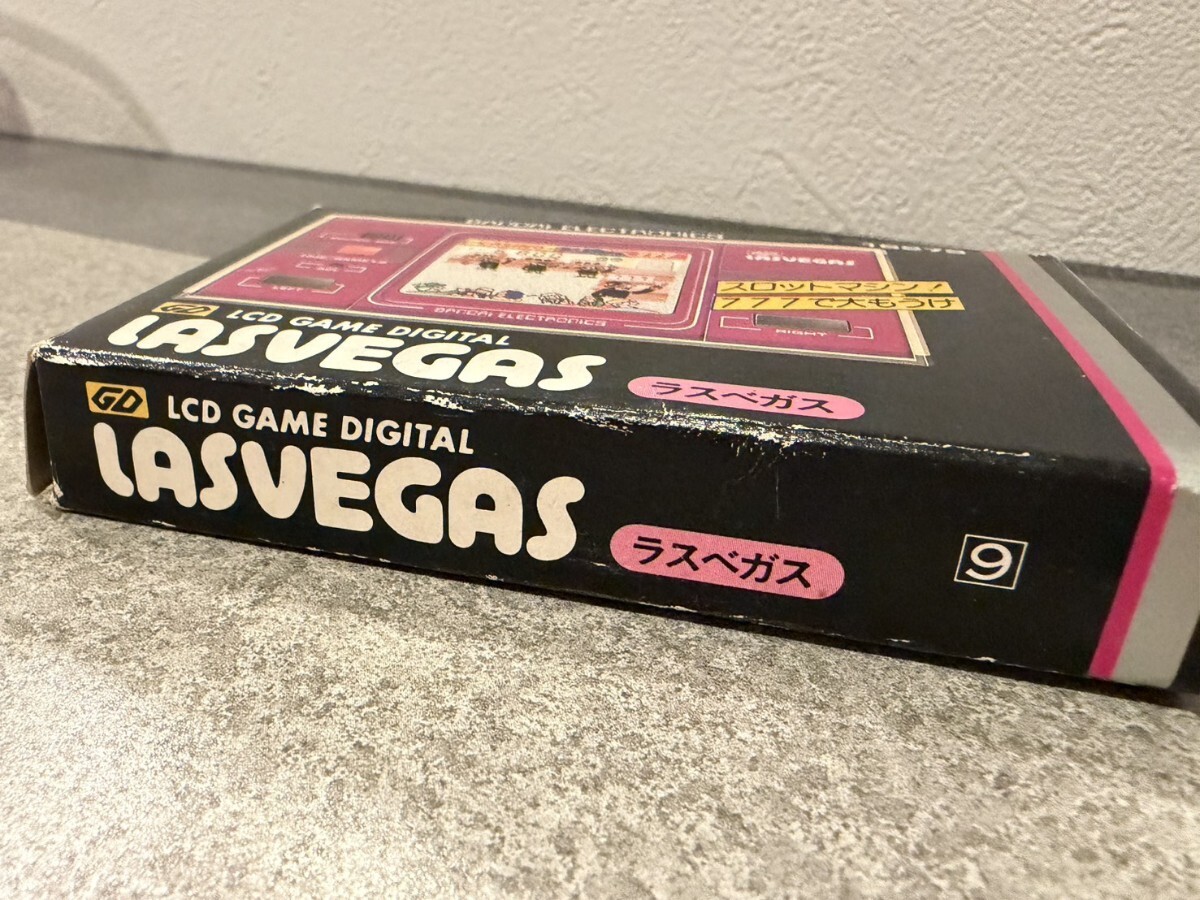 BANDAI ELECTRONICS
LASVEGAS
スロットマシン!
777で大もうけ
LEFT
BANDAI ELECTRONICS
RIGHT
GD LCD GAME DIGITAL
LASVEGAS
ラスベガス
GD LCD GAME DIGITAL
LASVEGAS
ラスベガス
9